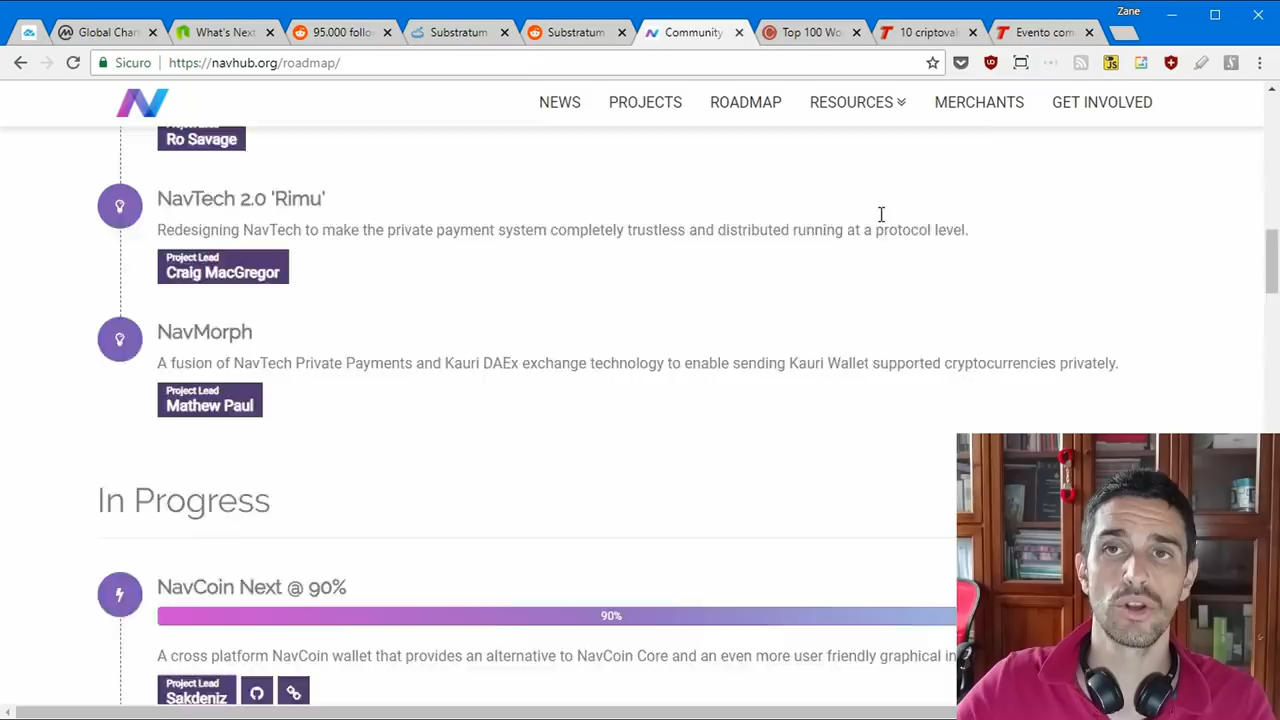 Zane
Global Chan
What's Next
95.000 follo
Substratum
Substratum
Community
Top 100 Wo
10 criptoval
Evento com
Sicuro
https://navhub.org/roadmap/
NEWS
PROJECTS
ROADMAP
RESOURCES
MERCHANTS
GET INVOLVED
Project Lead
Ro Savage
NavTech 2.0 'Rimu'
Redesigning NavTech to make the private payment system completely trustless and distributed running at a protocol level.
Project Lead
Craig MacGregor
NavMorph
A fusion of NavTech Private Payments and Kauri DAEx exchange technology to enable sending Kauri Wallet supported cryptocurrencies privately.
Project Lead
Mathew Paul
In Progress
NavCoin Next @ 90%
90%
A cross platform NavCoin wallet that provides an alternative to NavCoin Core and an even more user friendly graphical in
Project Lead
Sakdeniz